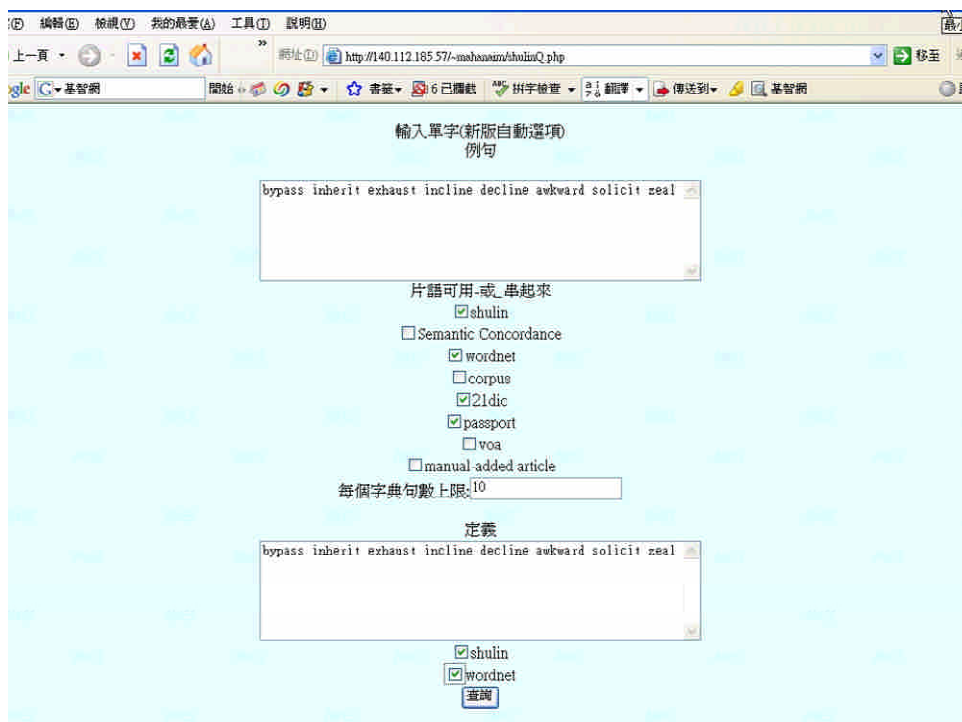 編輯(E) 檢視(V) 我的最愛(A) 工具(T) 說明(H)
上一頁 網址(D) http://140.112.185.57/~mahanaim/shulinQ.php 移至
gle G 基智網 開始 書籤 6 已攔截 拼字檢查 翻譯 傳送到 基智網
輸入單字(新版自動選項)
例句
bypass inherit exhaust incline decline awkward solicit zeal
片語可用-或_串起來
shulin
Semantic Concordance
wordnet
corpus
21dic
passport
voa
manual-added article
每個字典句數上限:10
定義
bypass inherit exhaust incline decline awkward solicit zeal
shulin
wordnet
查詢